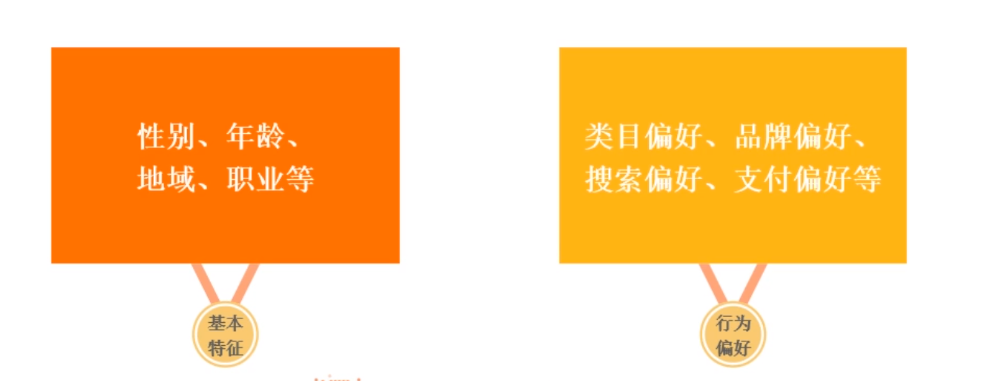 性别、年龄、
地域、职业等
类目偏好、品牌偏好、
搜索偏好、支付偏好等
基本
特征
行为
偏好